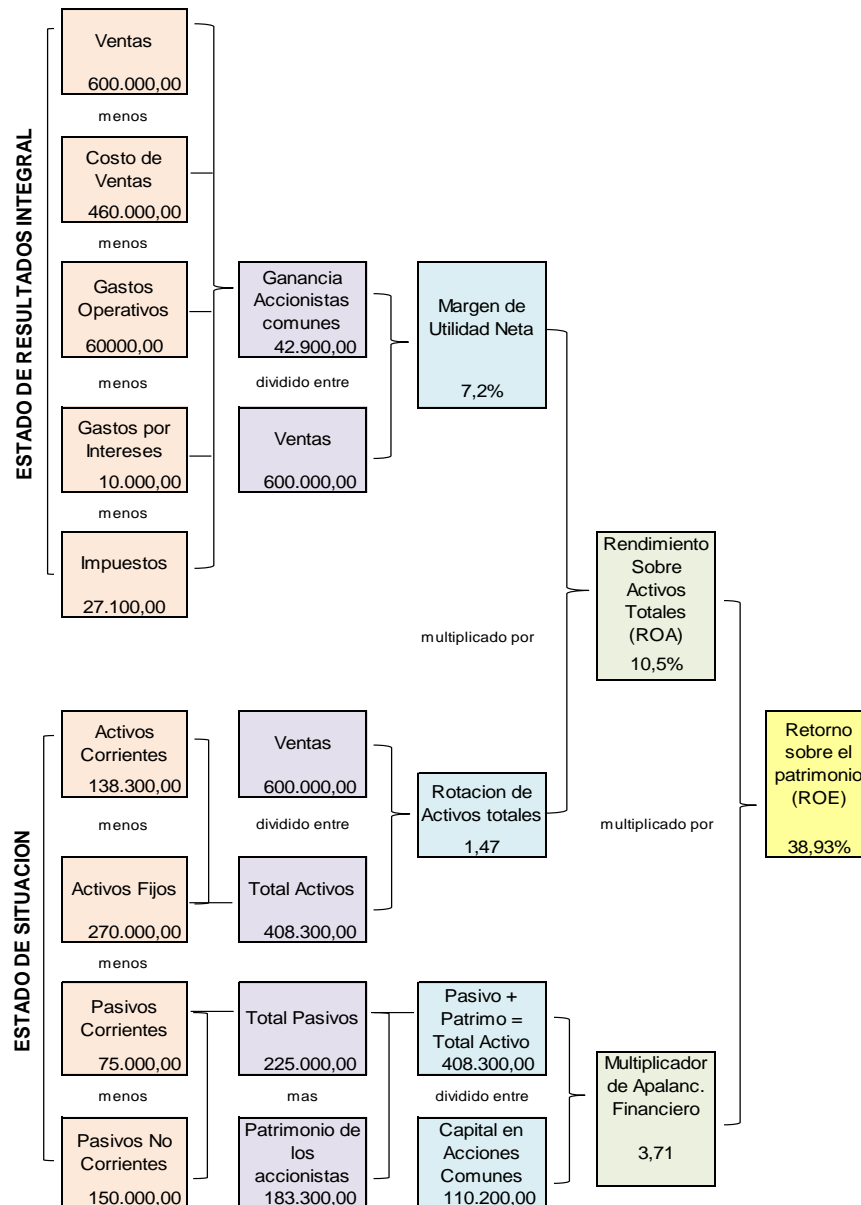 ESTADO DE RESULTADOS INTEGRAL
Ventas
600.000,00
menos
Costo de
Ventas
460.000,00
menos
Gastos
Operativos
60000,00
menos
Gastos por
Intereses
10.000,00
menos
Impuestos
27.100,00
Ganancia
Accionistas
comunes
42.900,00
dividido entre
Ventas
600.000,00
Margen de
Utilidad Neta
7,2%
multiplicado por
Rendimiento
Sobre
Activos
Totales
(ROA)
10,5%
ESTADO DE SITUACION
Activos
Corrientes
138.300,00
menos
Activos Fijos
270.000,00
menos
Pasivos
Corrientes
75.000,00
menos
Pasivos No
Corrientes
150.000,00
Ventas
600.000,00
dividido entre
Total Activos
408.300,00
Total Pasivos
225.000,00
mas
Patrimonio de
los
accionistas
183.300,00
Rotacion de
Activos totales
1,47
Pasivo +
Patrimo =
Total Activo
408.300,00
dividido entre
Capital en
Acciones
Comunes
110.200,00
multiplicado por
Multiplicador
de Apalanc.
Financiero
3,71
Retorno
sobre el
patrimonio
(ROE)
38,93%